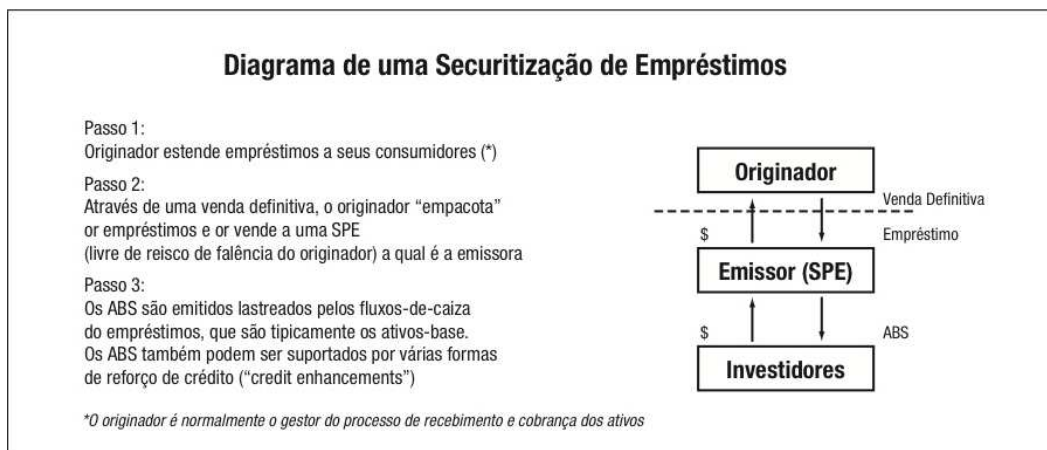 Diagrama de uma Securitização de Empréstimos
Passo 1:
Originador estende empréstimos a seus consumidores (*)
Passo 2:
Através de uma venda definitiva, o originador “empacota”
or empréstimos e or vende a uma SPE
(livre de reisco de falência do originador) a qual é a emissora
Passo 3:
Os ABS são emitidos lastreados pelos fluxos-de-caiza
do empréstimos, que são tipicamente os ativos-base.
Os ABS também podem ser suportados por várias formas
de reforço de crédito (“credit enhancements”)
*O originador é normalmente o gestor do processo de recebimento e cobrança dos ativos
Originador
Venda Definitiva
$
Empréstimo
Emissor (SPE)
$
ABS
Investidores